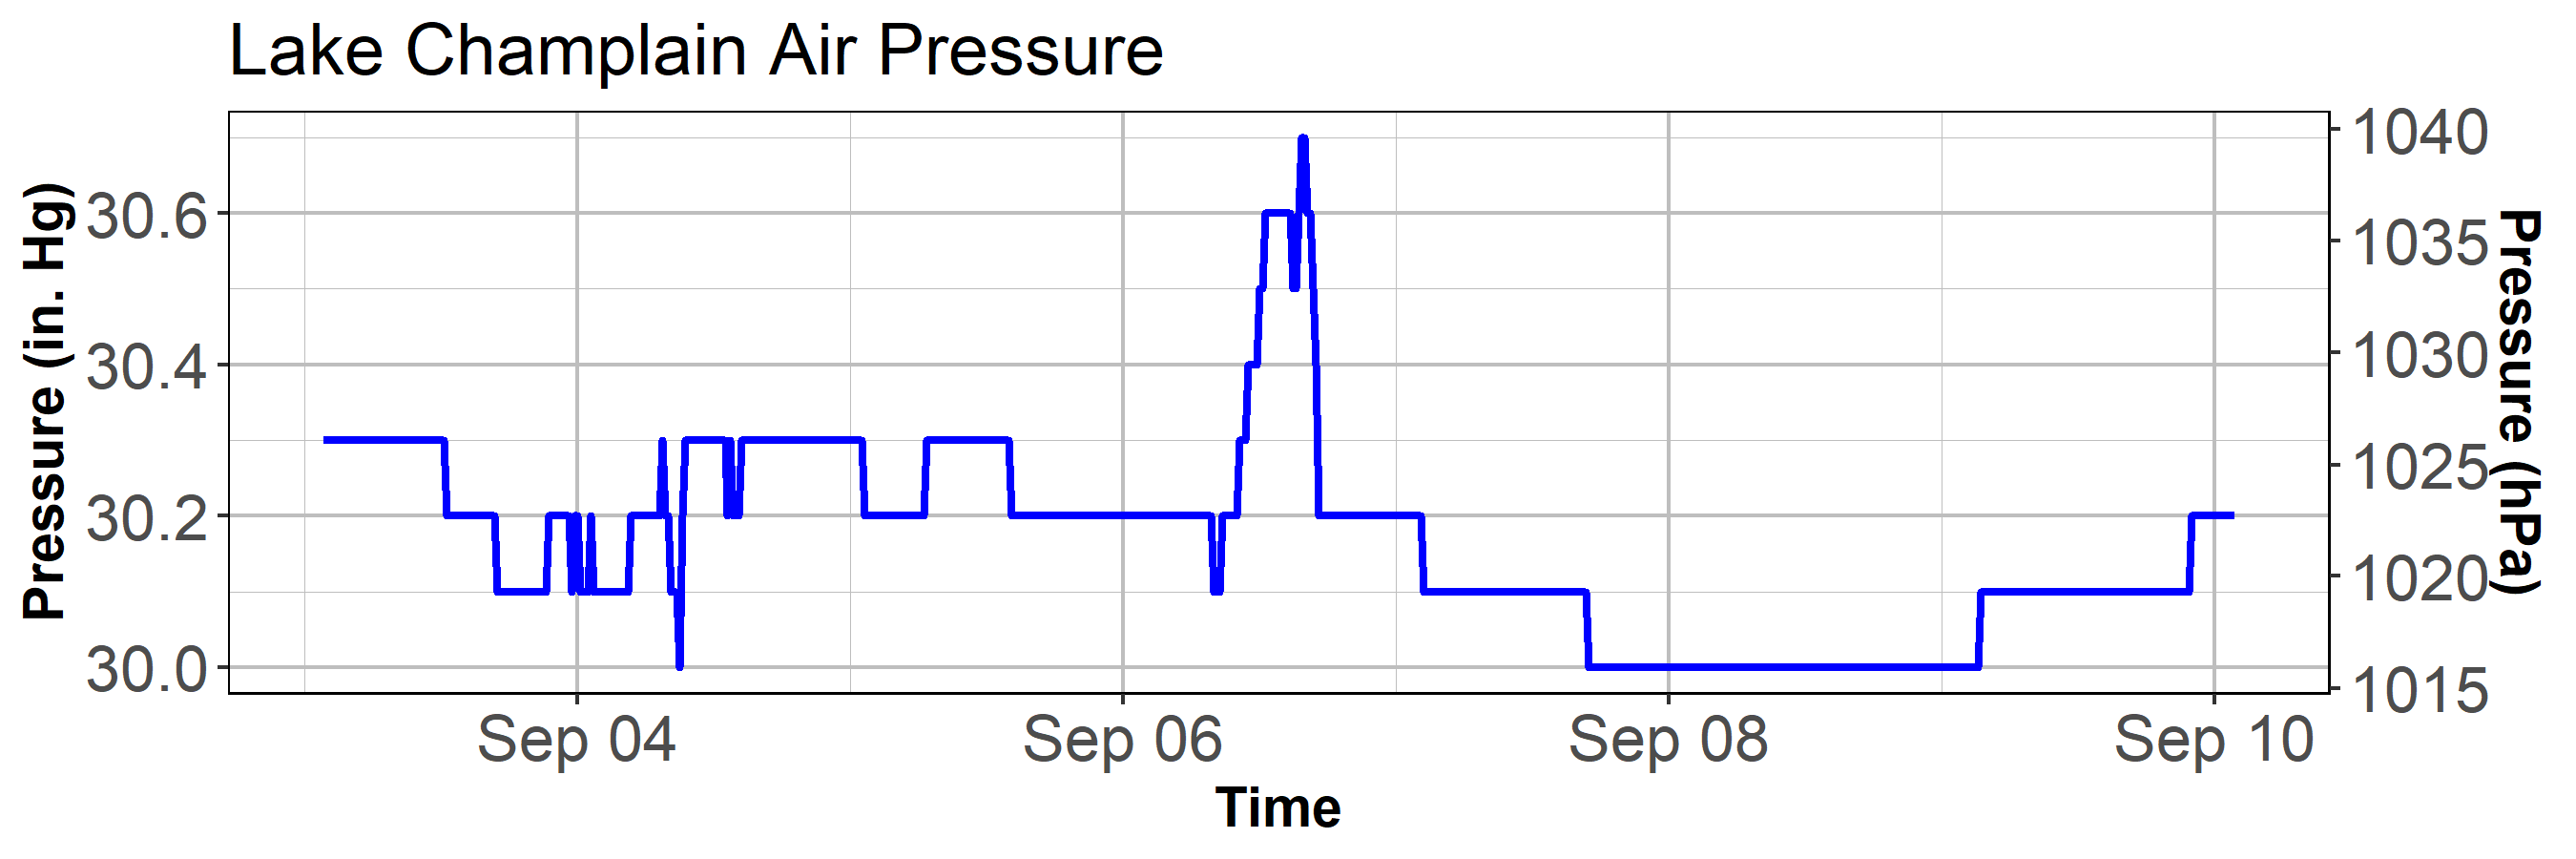 Lake Champlain Air Pressure
Pressure (in. Hg)
30.6
30.4
30.2
30.0
1040
1035
1030
1025
1020
1015
Pressure (hPa)
Sep 04 Sep 06 Sep 08 Sep 10
Time